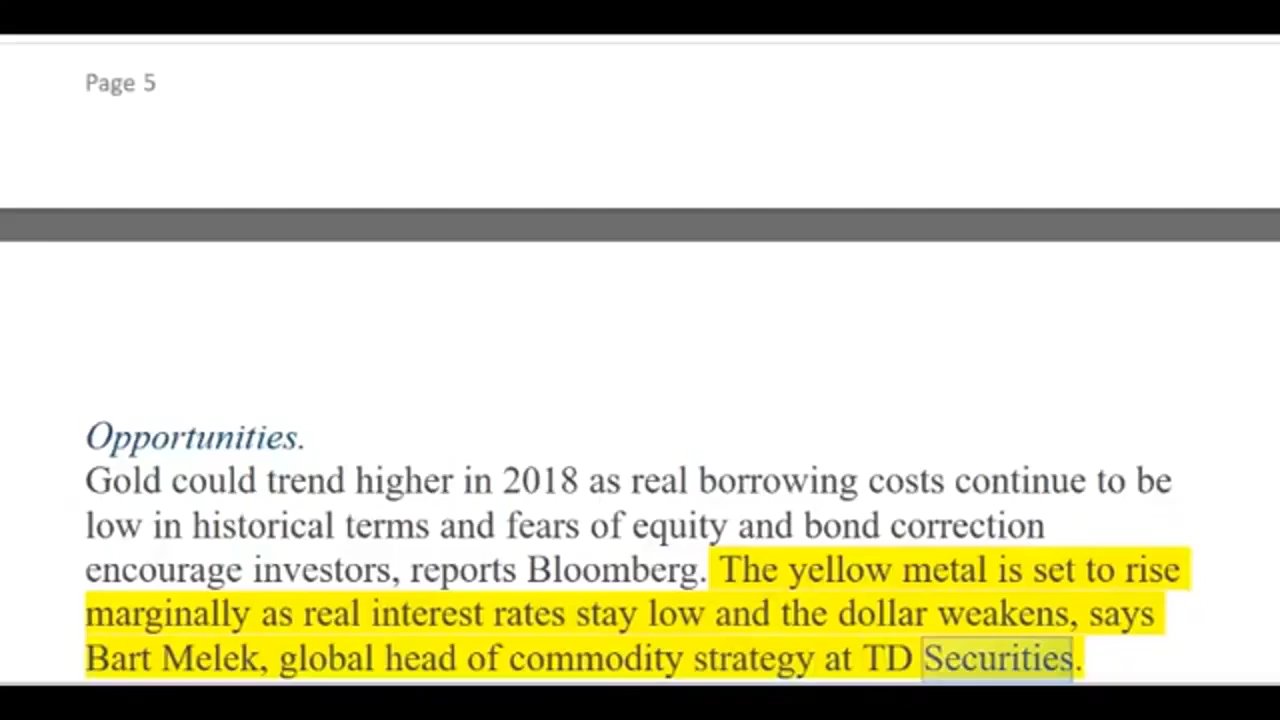 Page 5
Opportunities.
Gold could trend higher in 2018 as real borrowing costs continue to be
low in historical terms and fears of equity and bond correction
encourage investors, reports Bloomberg. The yellow metal is set to rise
marginally as real interest rates stay low and the dollar weakens, says
Bart Melek, global head of commodity strategy at TD Securities.